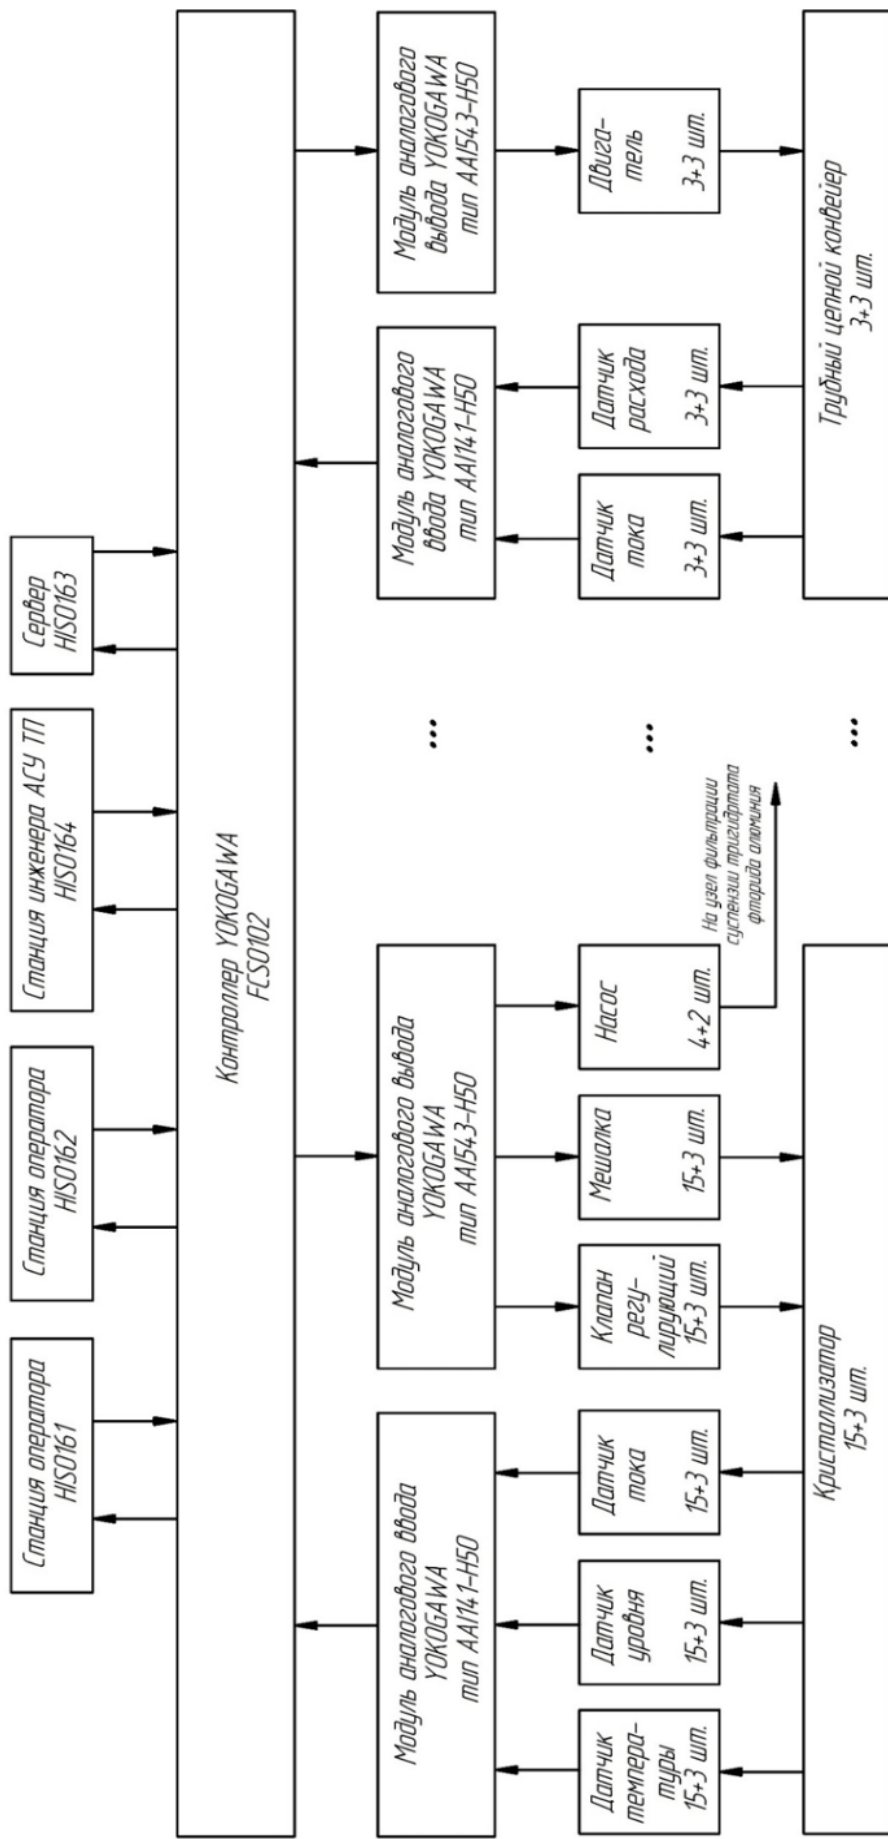 Станция оператора
HIS0161
Станция оператора
HIS0162
Станция инженера АСУ ТП
HIS0164
Сервер
HIS0163
Контроллер YOKOGAWA
FCS0102
Модуль аналогового ввода
YOKOGAWA
тип AAI141-H50
Модуль аналогового вывода
YOKOGAWA
тип AAI543-H50
...
Модуль аналогового
ввода YOKOGAWA
тип AAI141-H50
Модуль аналогового
вывода YOKOGAWA
тип AAI543-H50
Датчик
темпера-
туры
15+3 шт.
Датчик
уровня
15+3 шт.
Датчик
тока
15+3 шт.
Клапан
регу-
лирующий
15+3 шт.
Мешалка
15+3 шт.
Насос
4+2 шт.
На узел фильтрации
суспензии тригидртата
фторида алюминия
...
Датчик
тока
3+3 шт.
Датчик
расхода
3+3 шт.
Двига-
тель
3+3 шт.
Кристаллизатор
15+3 шт.
...
Трубный цепной конвейер
3+3 шт.